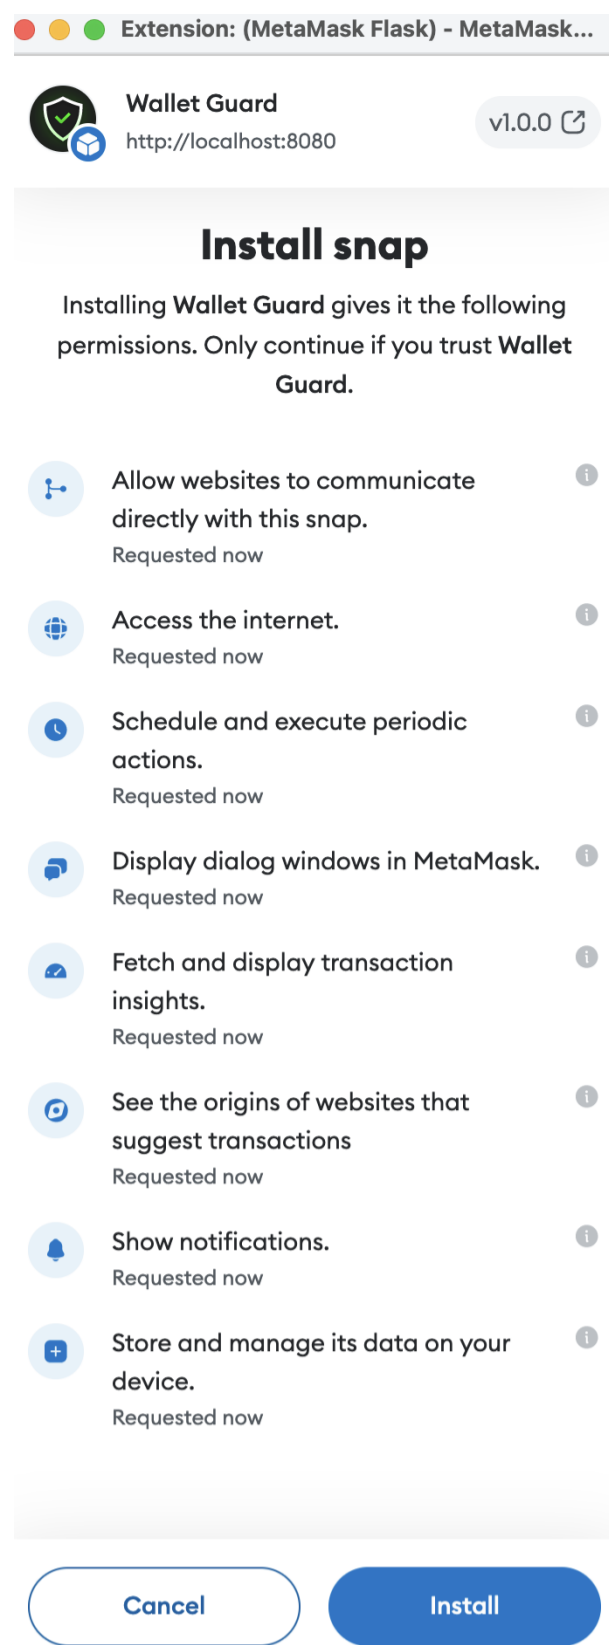 Extension: (MetaMask Flask) - MetaMask...
Wallet Guard
http://localhost:8080
v1.0.0
Install snap
Installing Wallet Guard gives it the following
permissions. Only continue if you trust Wallet
Guard.
Allow websites to communicate
directly with this snap.
Requested now
Access the internet.
Requested now
Schedule and execute periodic
actions.
Requested now
Display dialog windows in MetaMask.
Requested now
Fetch and display transaction
insights.
Requested now
See the origins of websites that
suggest transactions
Requested now
Show notifications.
Requested now
Store and manage its data on your
device.
Requested now
Cancel
Install